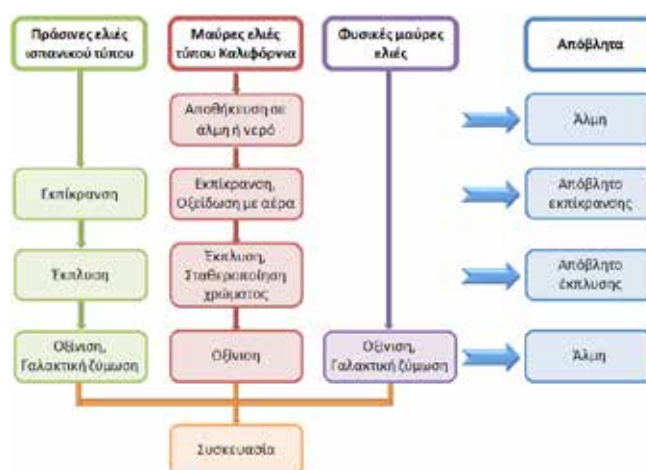 Πράσινες ελιές
ισπανικού τύπου
Μαύρες ελιές
τύπου Καλιφόρνια
Φυσικές μαύρες
ελιές
Απόβλητα
Αποθήκευση σε
άλμη ή νερό
Άλμη
Εκπίκρανση
Εκπίκρανση,
Οξείδωση με αέρα
Απόβλητο
εκπίκρανσης
Έκπλυση
Έκπλυση,
Σταθεροποίηση
χρώματος
Απόβλητο
έκπλυσης
Οξίνιση,
Γαλακτική ζύμωση
Οξίνιση
Οξίνιση,
Γαλακτική ζύμωση
Άλμη
Συσκευασία